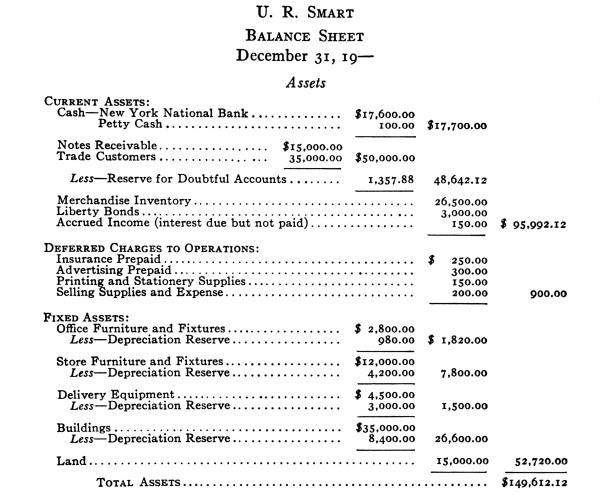 U. R. SMART
BALANCE SHEET
December 31, 19—
Assets
CURRENT ASSETS:
Cash—New York National Bank .............. $17,600.00
Petty Cash .......................... 100.00 $17,700.00
Notes Receivable ................. $15,000.00
Trade Customers ............. ... 35,000.00 $50,000.00
Less—Reserve for Doubtful Accounts ........ 1,357.88 48,642.12
Merchandise Inventory .................................. 26,500.00
Liberty Bonds .......................................... 3,000.00
Accrued Income (interest due but not paid) ................ 150.00 $ 95,992.12
DEFERRED CHARGES TO OPERATIONS:
Insurance Prepaid ..................................... $ 250.00
Advertising Prepaid .................................... 300.00
Printing and Stationery Supplies .......................... 150.00
Selling Supplies and Expense ............................. 200.00 900.00
FIXED ASSETS:
Office Furniture and Fixtures ................. $ 2,800.00
Less—Depreciation Reserve ................ 980.00 $ 1,820.00
Store Furniture and Fixtures .................. $12,000.00
Less—Depreciation Reserve ................ 4,200.00 7,800.00
Delivery Equipment ......................... $ 4,500.00
Less—Depreciation Reserve ................ 3,000.00 1,500.00
Buildings .................................. $35,000.00
Less—Depreciation Reserve ................ 8,400.00 26,600.00
Land ................................................. 15,000.00 52,720.00
TOTAL ASSETS ............................................. $149,612.12